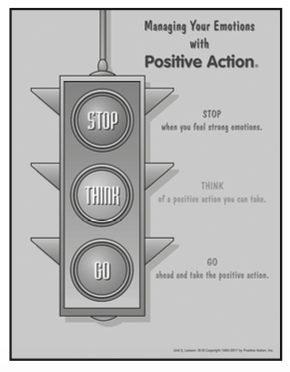 Managing Your Emotions
with
Positive Action®
STOP
STOP
when you feel strong emotions.
THINK
THINK
of a positive action you can take.
GO
GO
ahead and take the positive action.